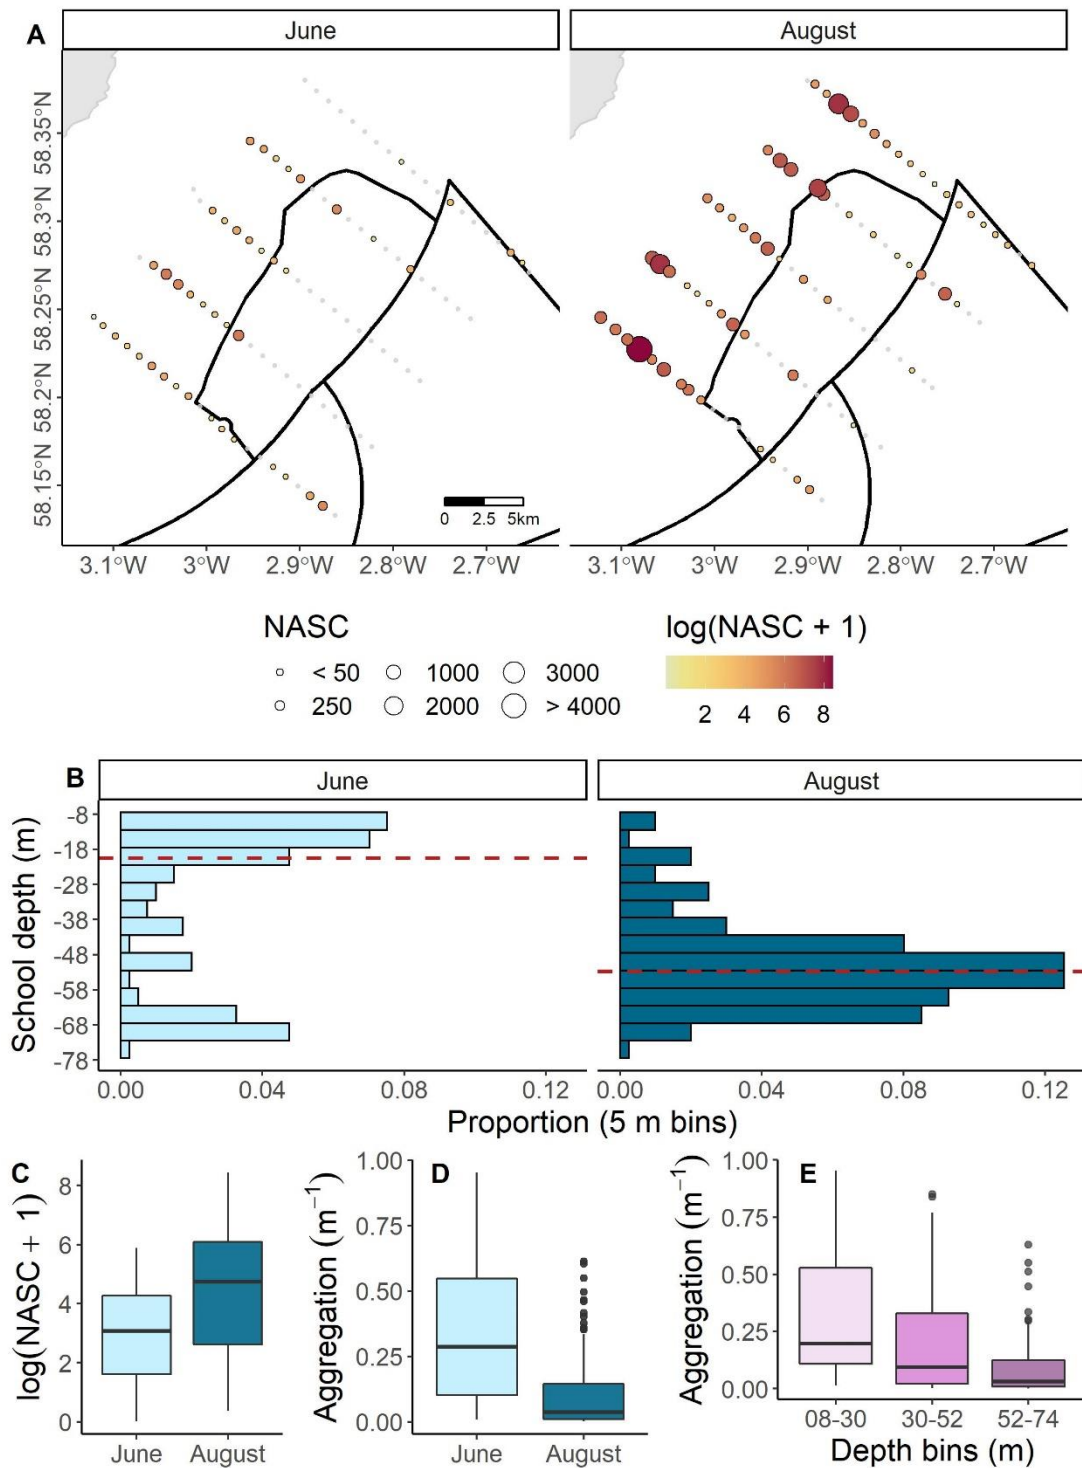 A
June
August
58.35°N
58.3°N
58.25°N
58.2°N
58.15°N
0 2.5 5km
3.1°W 3°W 2.9°W 2.8°W 2.7°W
3.1°W 3°W 2.9°W 2.8°W 2.7°W
NASC
log(NASC + 1)
< 50 1000 3000
250 2000 > 4000
2 4 6 8
B
June
August
School depth (m)
-8
-18
-28
-38
-48
-58
-68
-78
0.00 0.04 0.08 0.12
0.00 0.04 0.08 0.12
Proportion (5 m bins)
C
log(NASC + 1)
8
6
4
2
0
June August
D
Aggregation (m⁻¹)
1.00
0.75
0.50
0.25
0.00
June August
E
Aggregation (m⁻¹)
1.00
0.75
0.50
0.25
0.00
08-30 30-52 52-74
Depth bins (m)